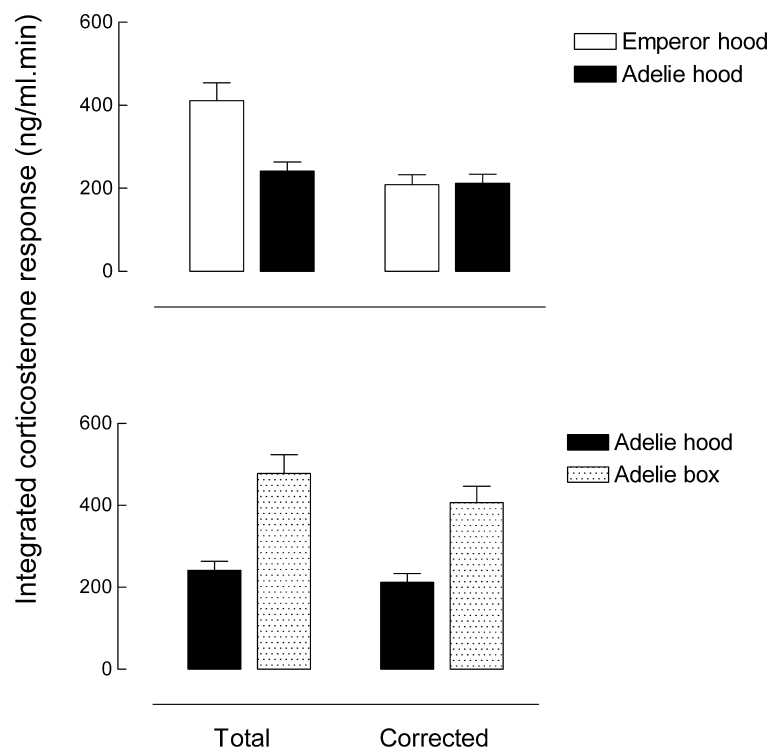 Integrated corticosterone response (ng/ml.min)
600
400
200
0
Emperor hood
Adelie hood
600
400
200
0
Adelie hood
Adelie box
Total Corrected